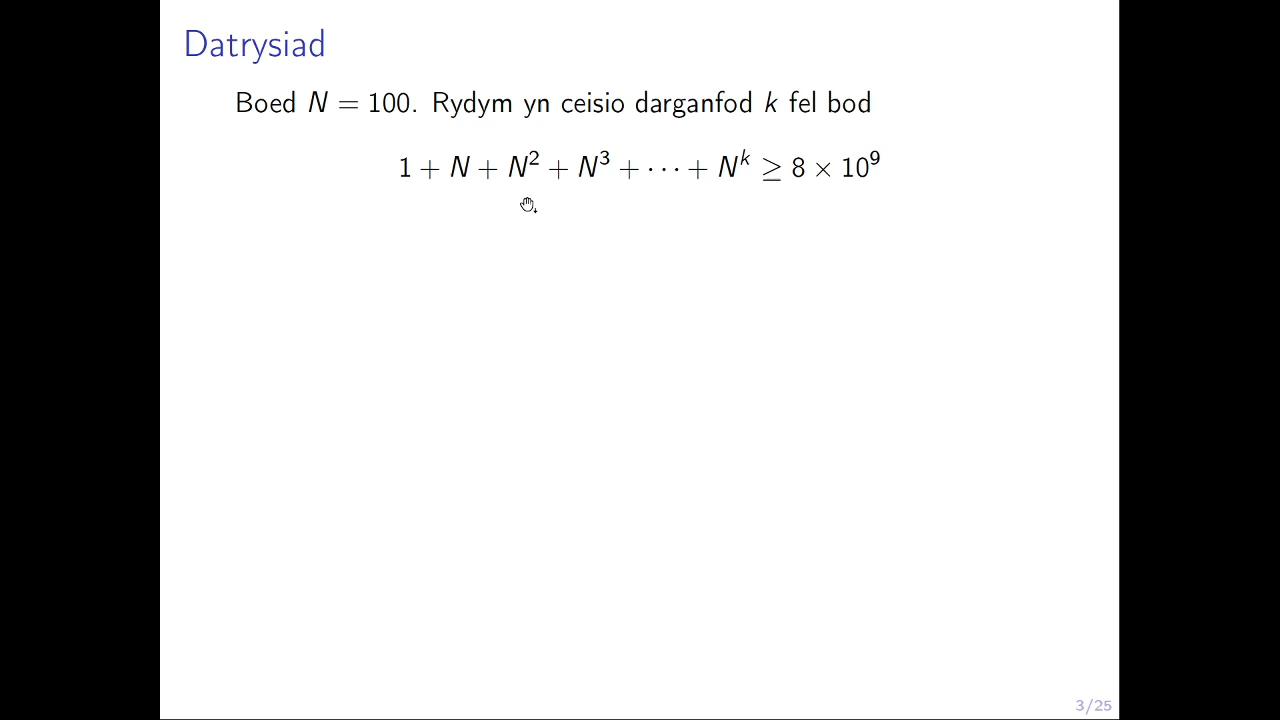 Datrysiad
Boed N = 100. Rydym yn ceisio darganfod k fel bod
1 + N + N² + N³ + ⋯ + Nᵏ ≥ 8 × 10⁹
3/25